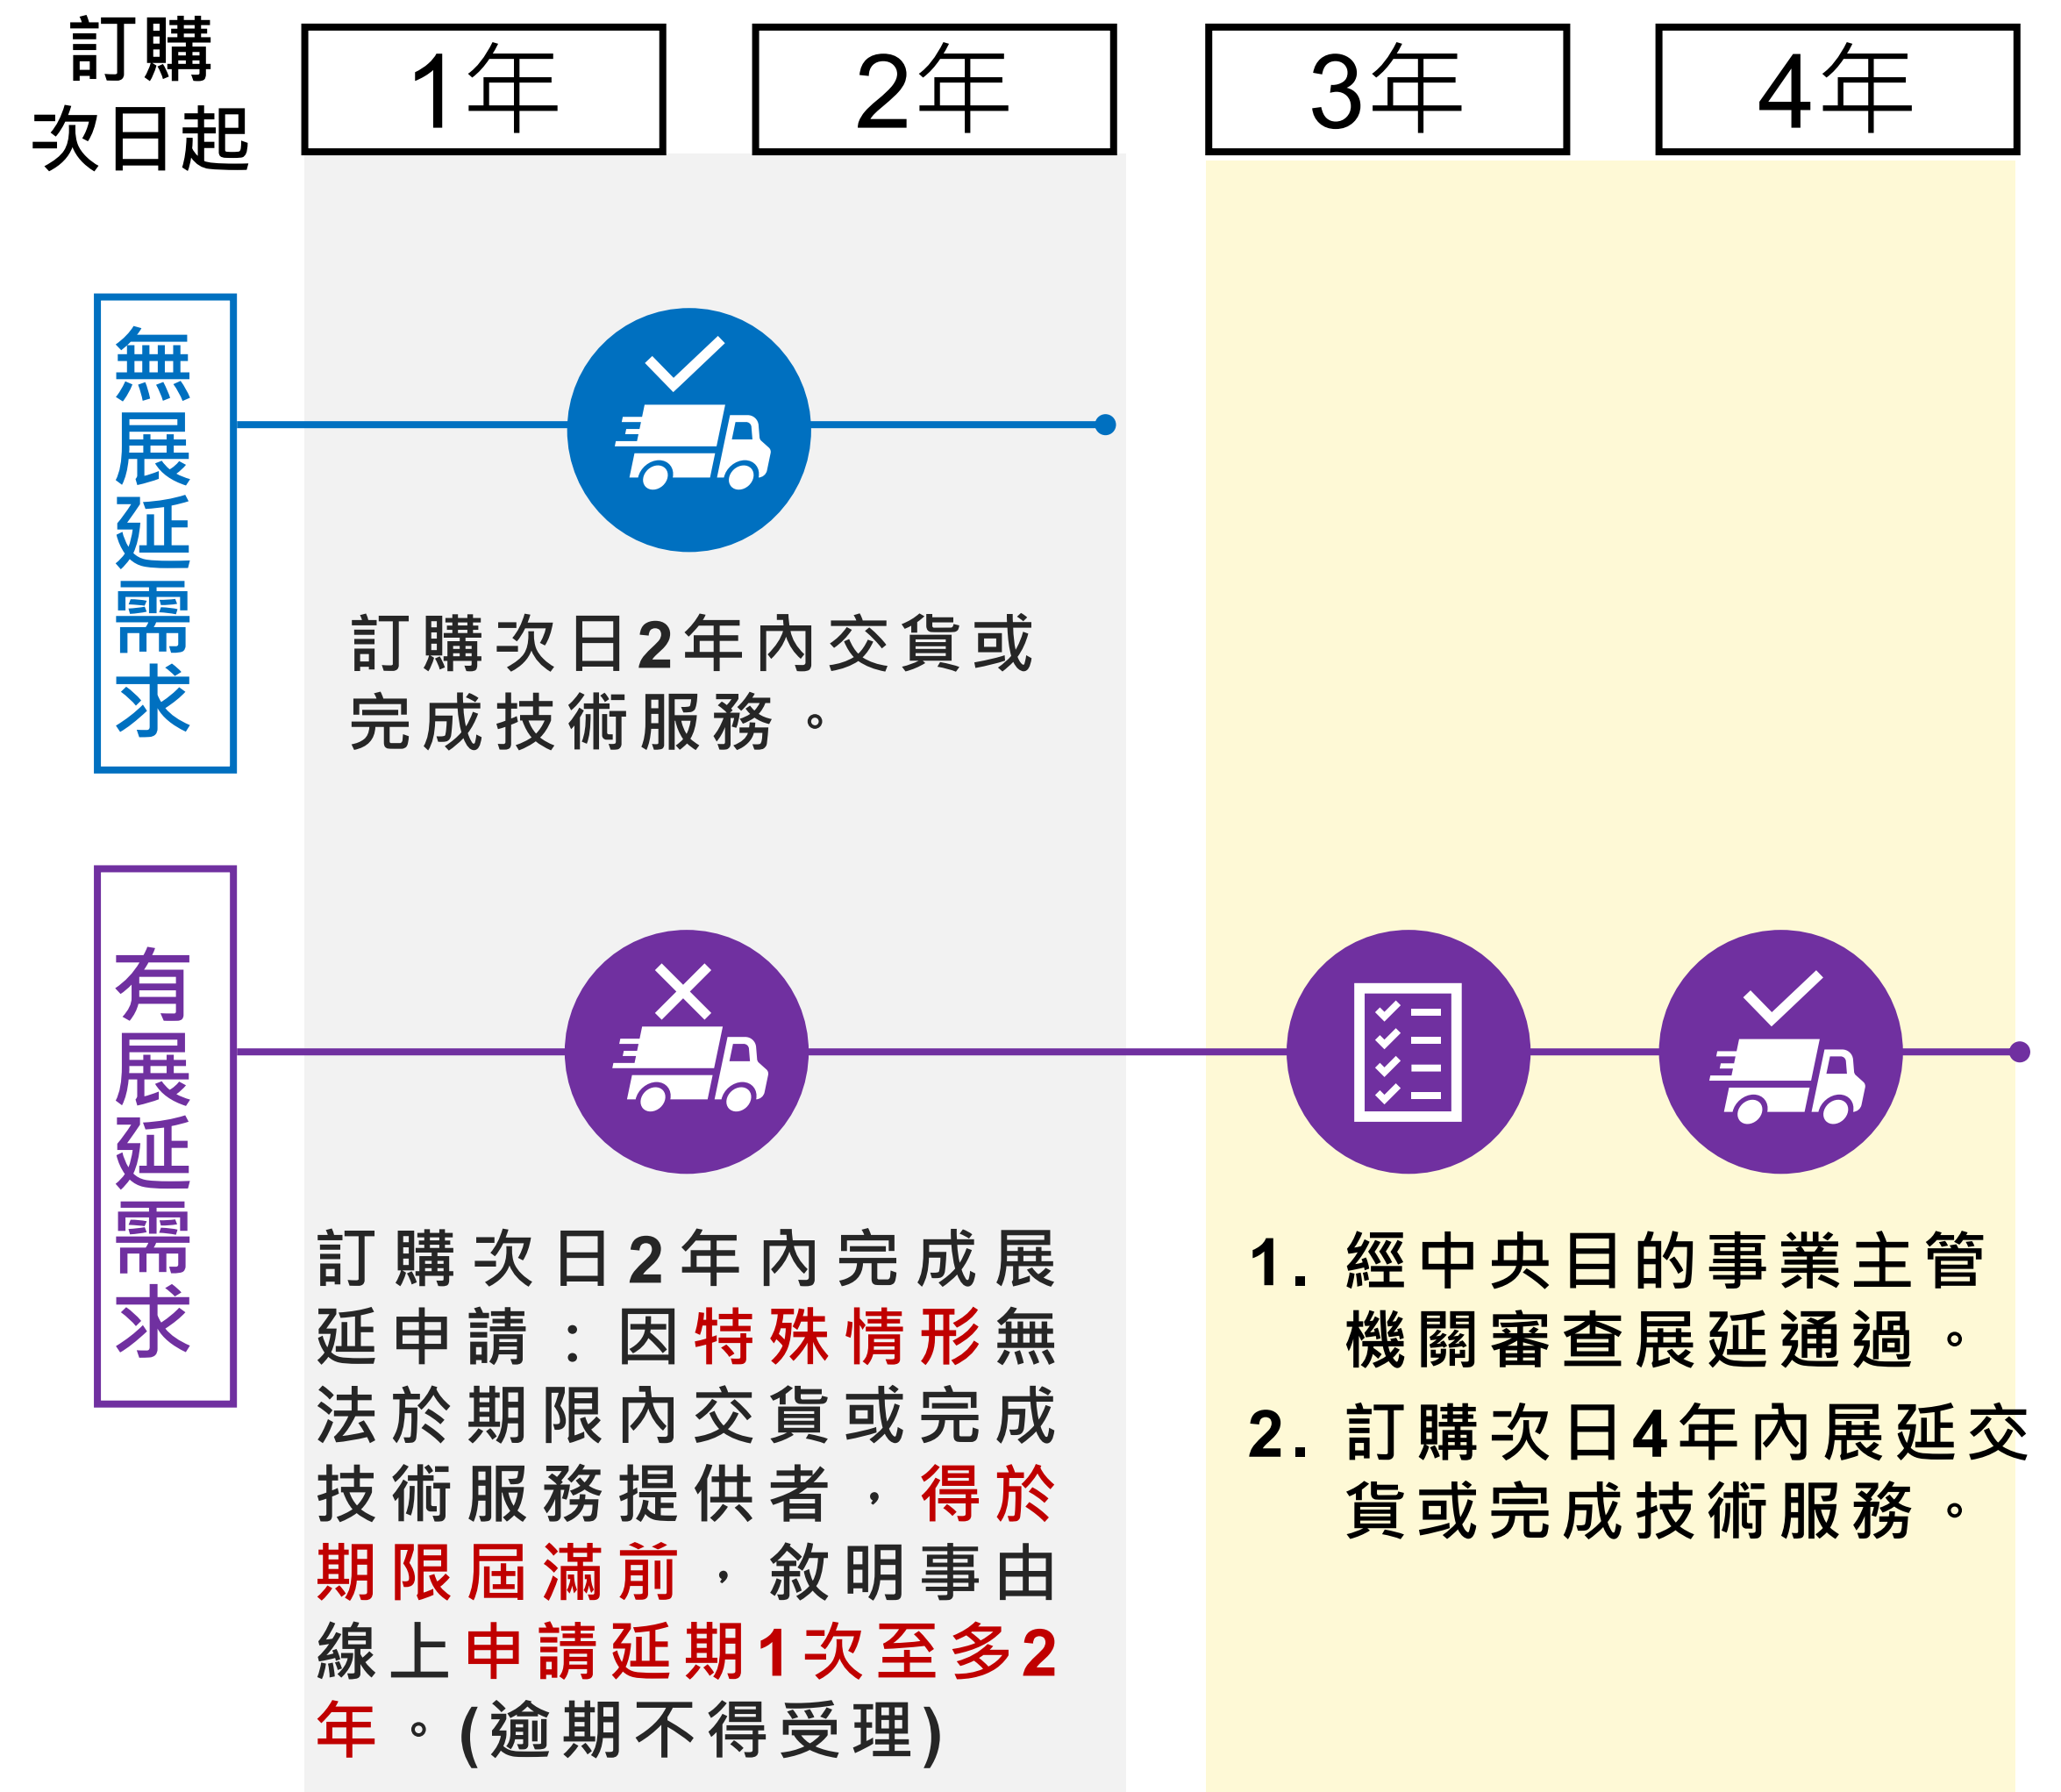 訂購
次日起
1年
2年
3年
4年
無展延需求
訂購次日2年內交貨或
完成技術服務。
有展延需求
訂購次日2年內完成展
延申請：因特殊情形無
法於期限內交貨或完成
技術服務提供者，得於
期限屆滿前，敘明事由
線上申請延期1次至多2
年。(逾期不得受理)
1. 經申購具領業主管
機關審查展延確認。
2. 訂購次日4年內展延交
貨或完成技術服務。